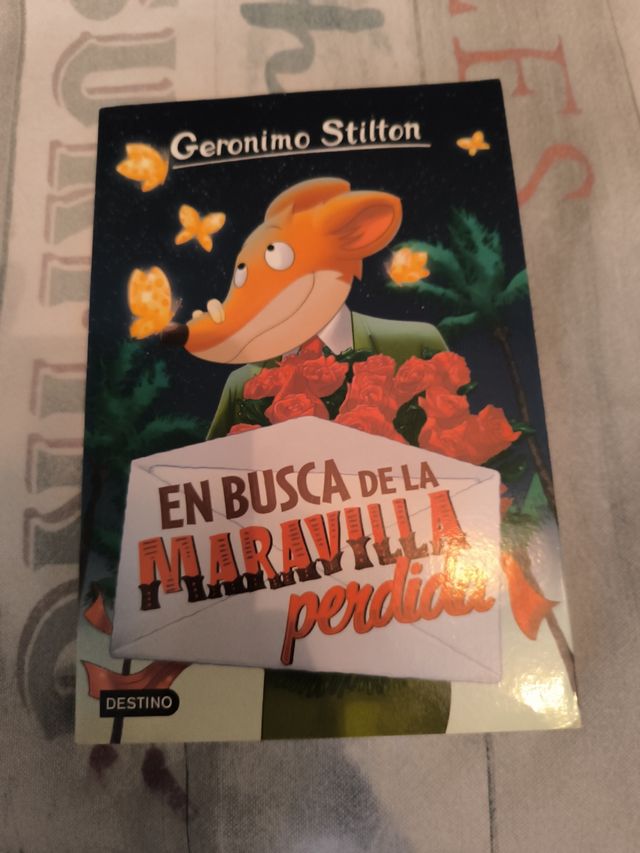 Geronimo Stilton
EN BUSCA DE LA
MARAVILLA
perdida
DESTINO